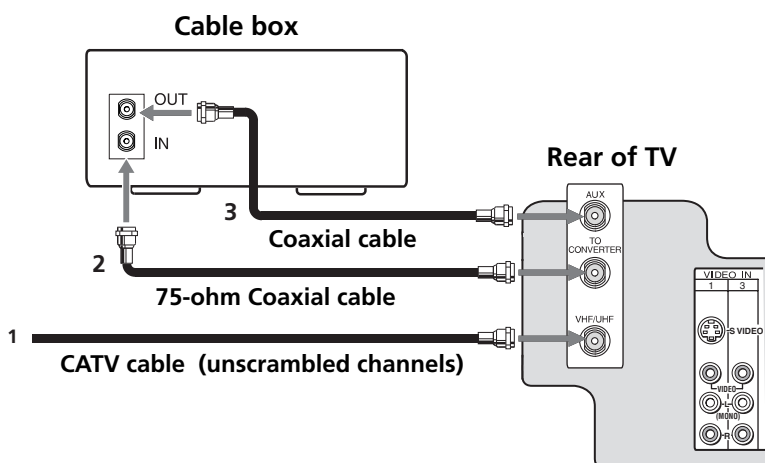 Cable box
OUT
IN
Rear of TV
AUX
3
Coaxial cable
TO
CONVERTER
2
75-ohm Coaxial cable
VIDEO IN
1 3
VHF/UHF
S VIDEO
1
CATV cable (unscrambled channels)
VIDEO
L
(MONO)
R